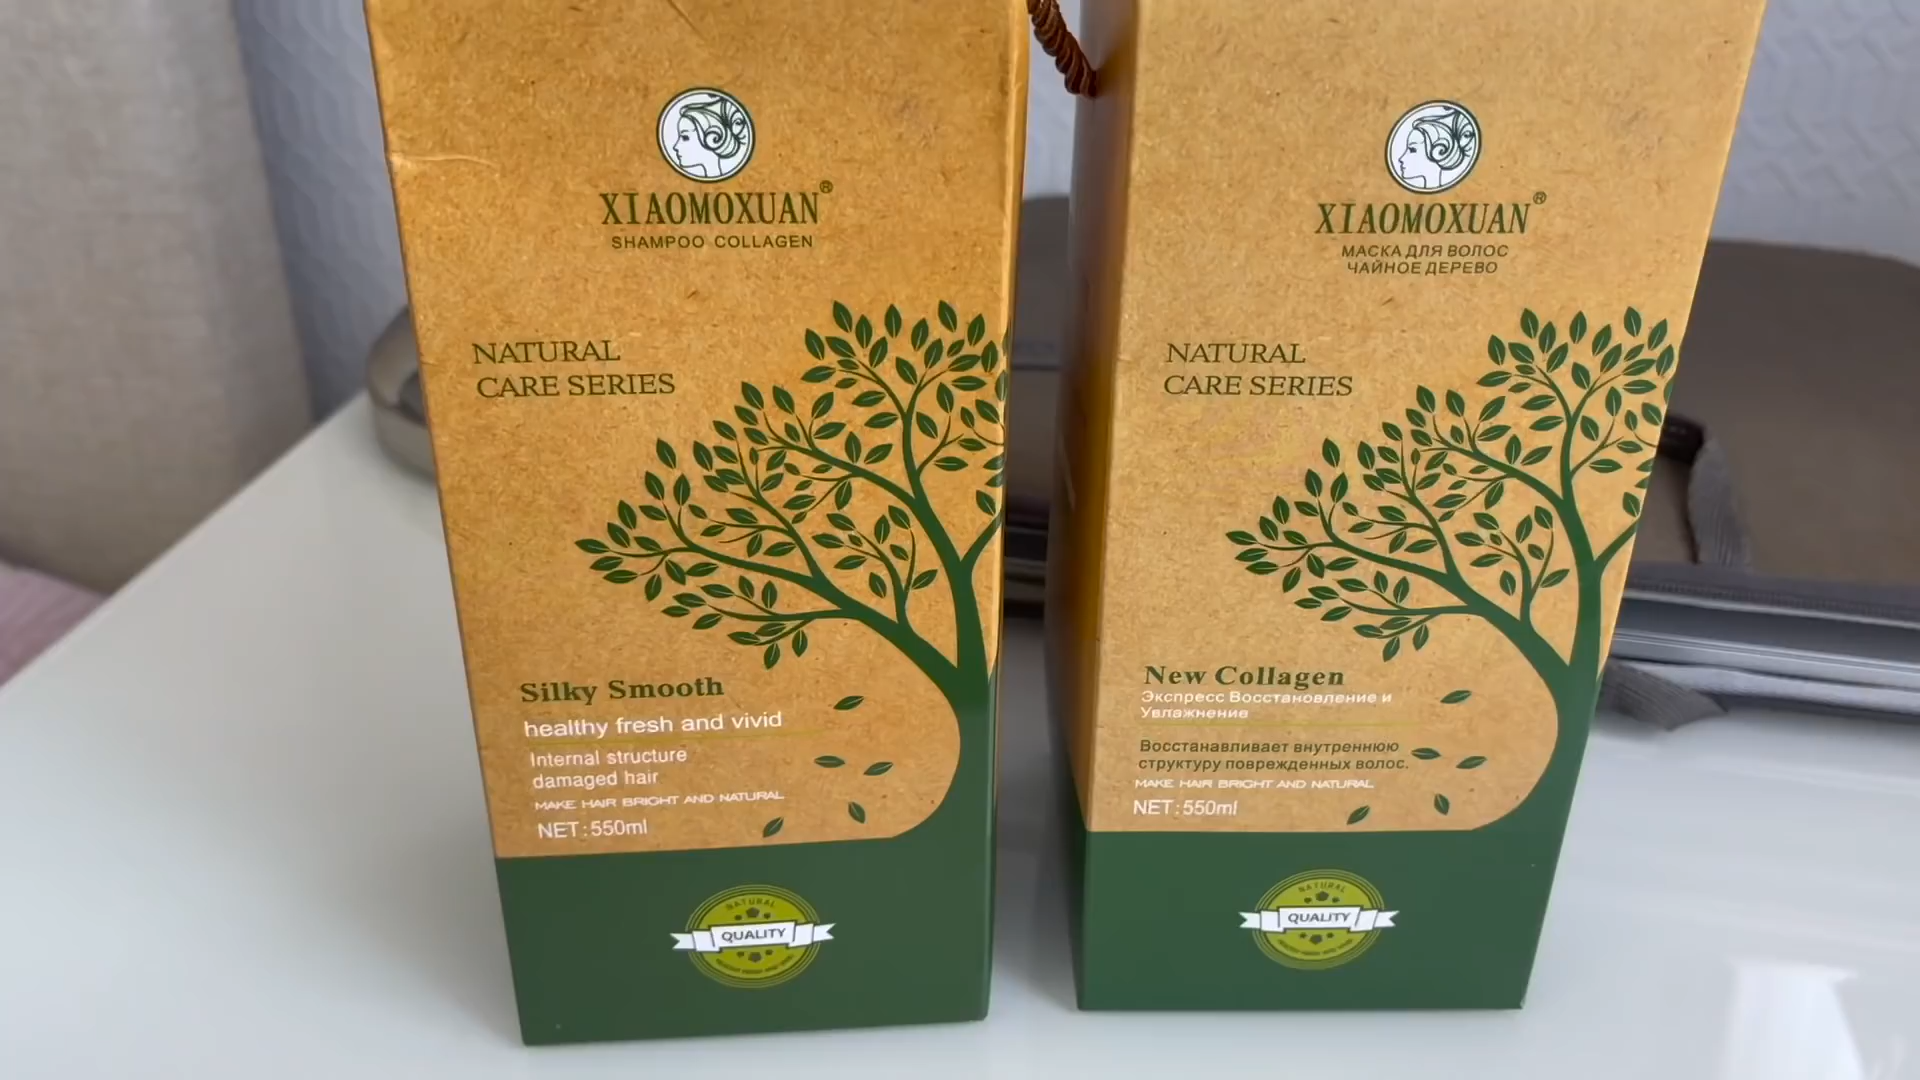 XIAOMOXUAN®
SHAMPOO COLLAGEN
NATURAL
CARE SERIES
Silky Smooth
healthy fresh and vivid
Internal structure
damaged hair
MAKE HAIR BRIGHT AND NATURAL
NET:550ml
NATURAL
QUALITY
XIAOMOXUAN®
МАСКА ДЛЯ ВОЛОС
ЧАЙНОЕ ДЕРЕВО
NATURAL
CARE SERIES
New Collagen
Экспресс Восстановление и
Увлажнение
Восстанавливает внутреннюю
структуру поврежденных волос.
MAKE HAIR BRIGHT AND NATURAL
NET:550ml
NATURAL
QUALITY